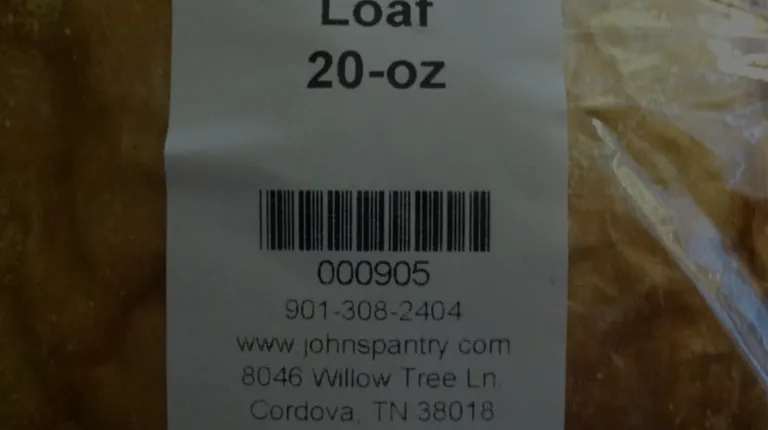 Loaf
20-oz
000905
901-308-2404
www.johnspantry.com
8046 Willow Tree Ln.
Cordova, TN 38018